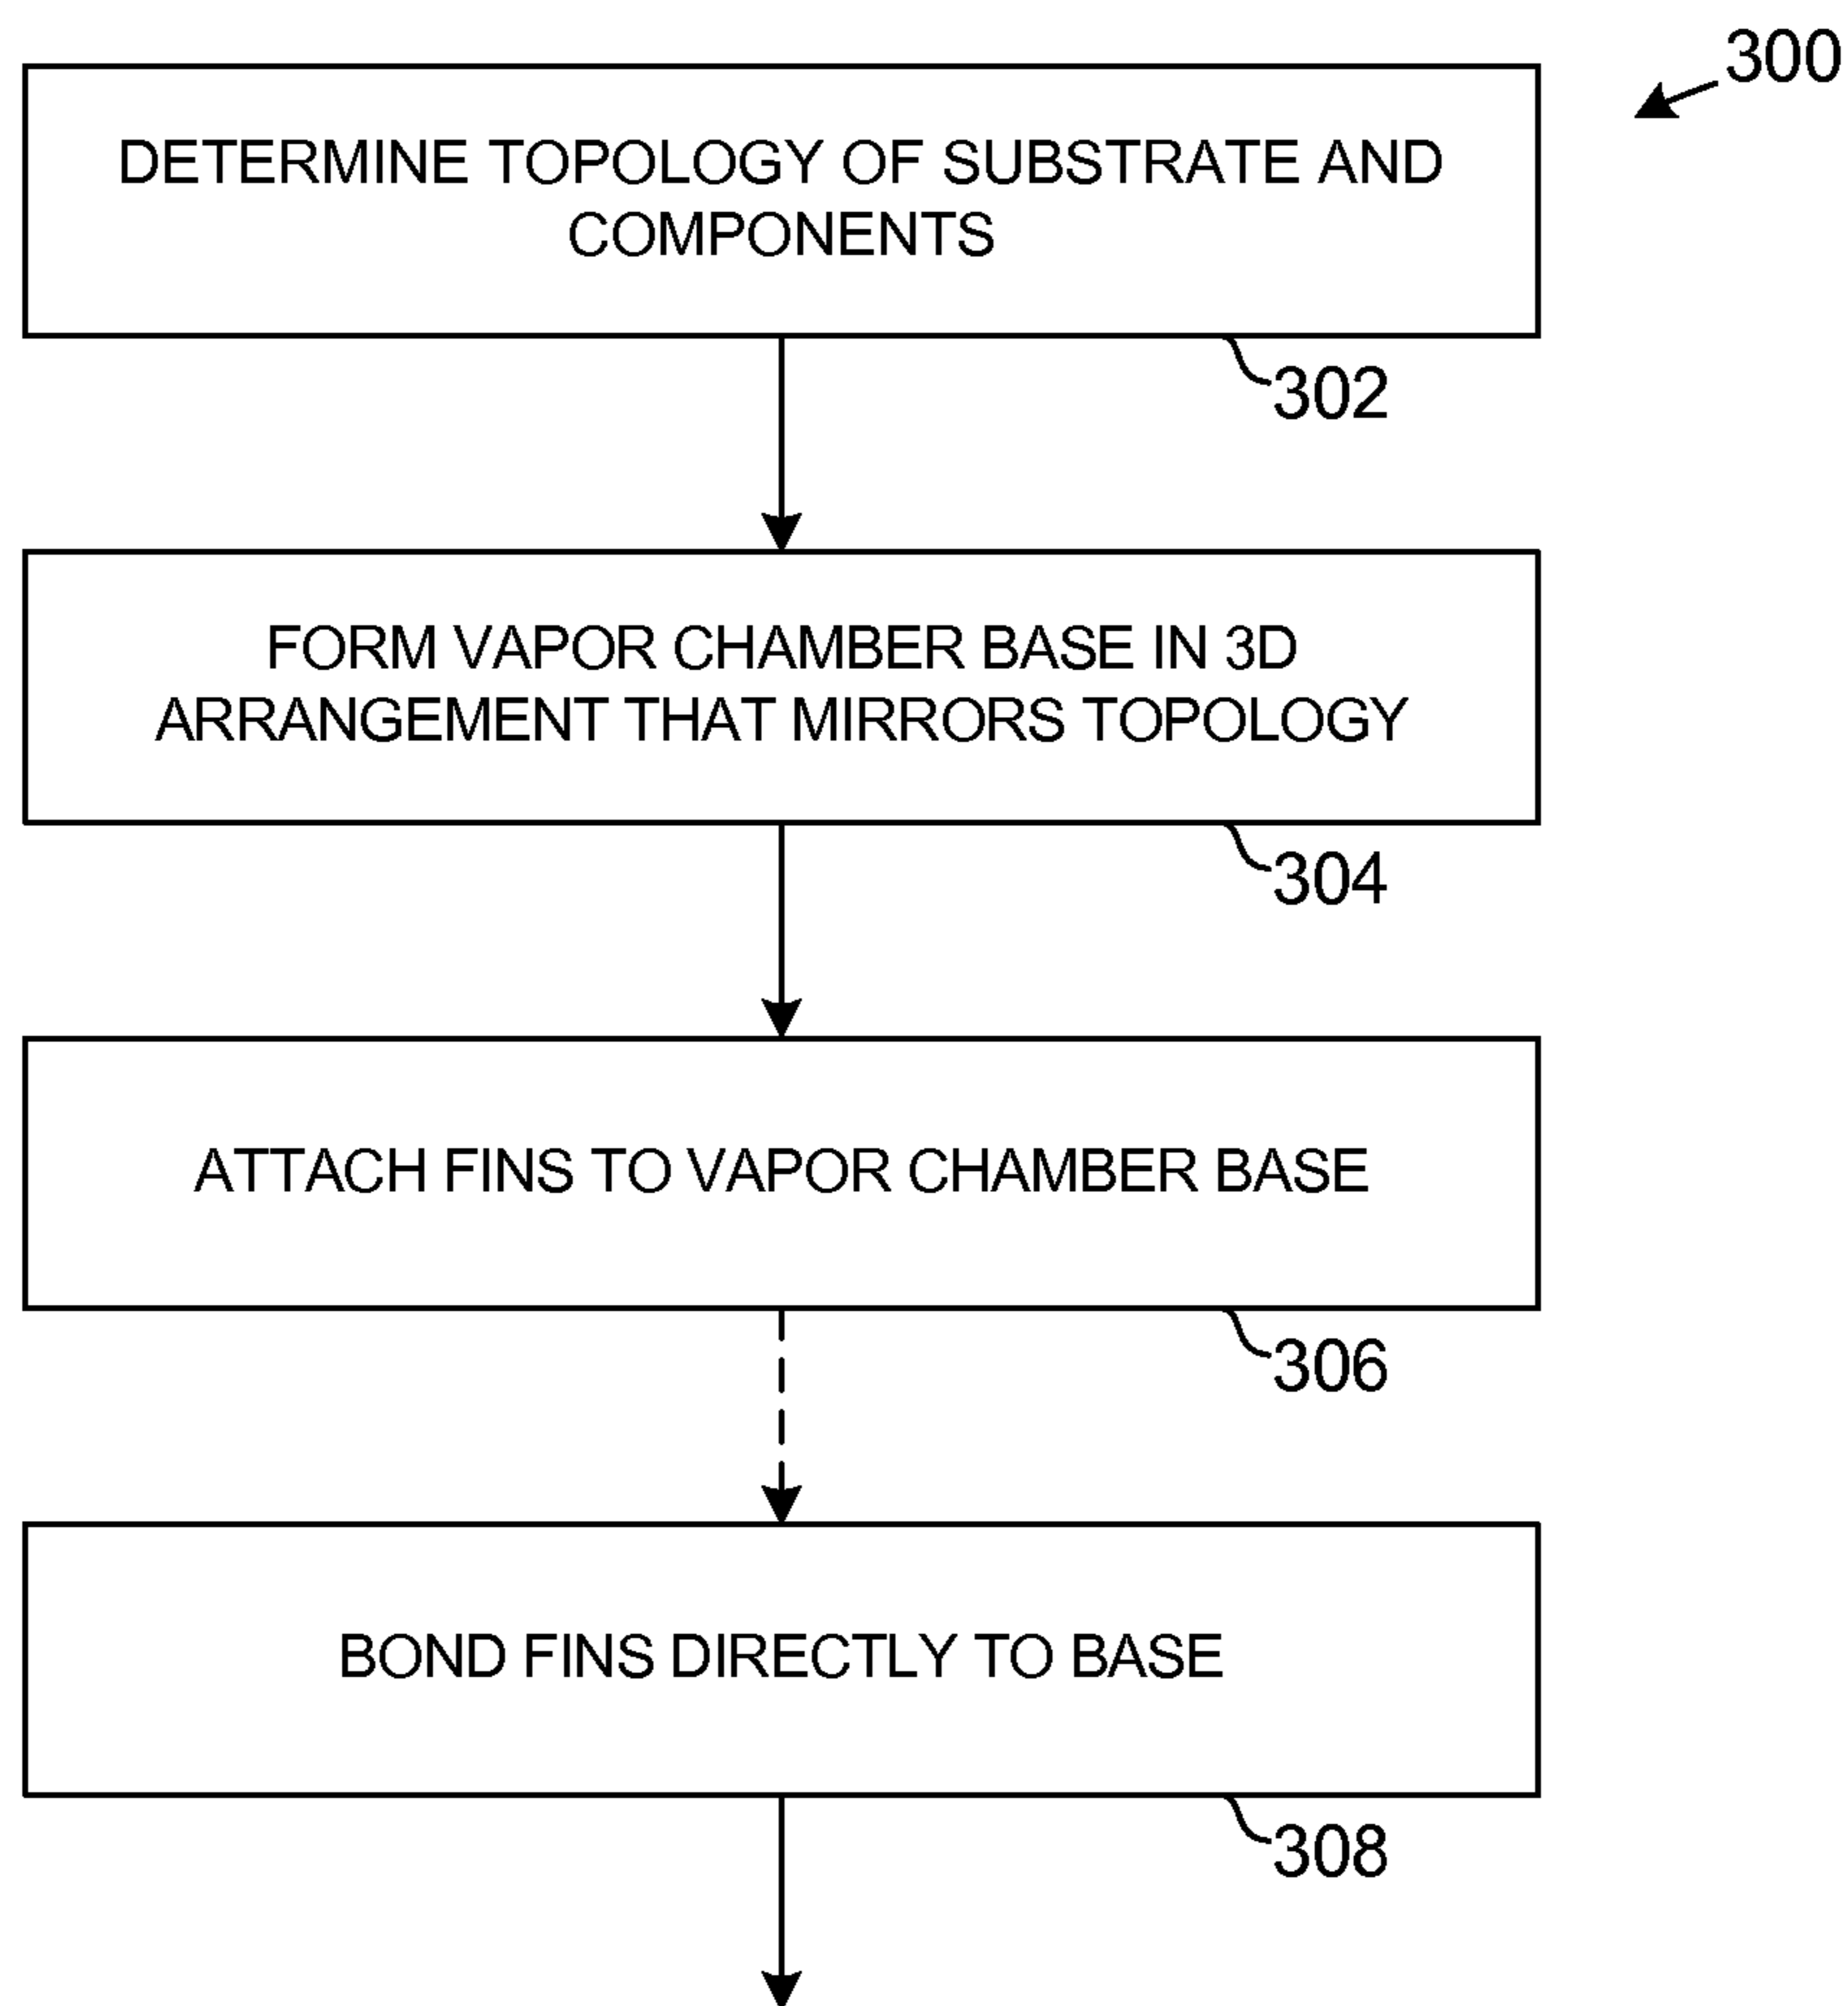 300
DETERMINE TOPOLOGY OF SUBSTRATE AND
COMPONENTS
302
FORM VAPOR CHAMBER BASE IN 3D
ARRANGEMENT THAT MIRRORS TOPOLOGY
304
ATTACH FINS TO VAPOR CHAMBER BASE
306
BOND FINS DIRECTLY TO BASE
308